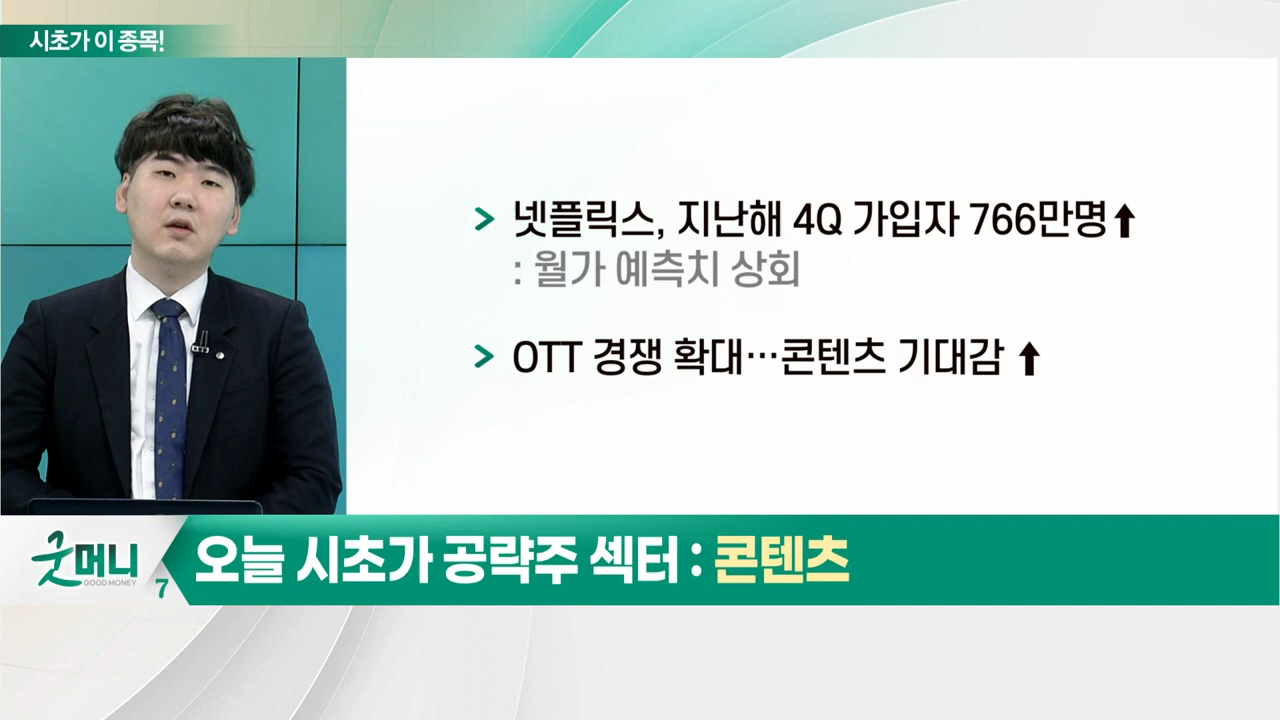 시초가 이 종목!
> 넷플릭스, 지난해 4Q 가입자 766만명⬆
: 월가 예측치 상회
> OTT 경쟁 확대…콘텐츠 기대감 ⬆
굿머니
GOOD MONEY
7
오늘 시초가 공략주 섹터 : 콘텐츠